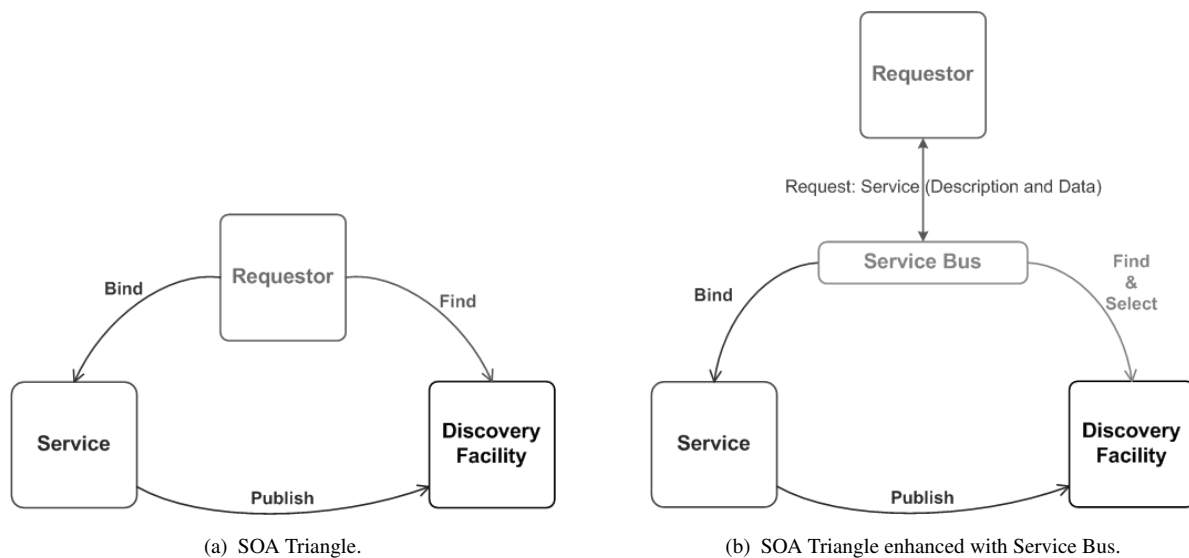 Requestor
Bind
Find
Service
Discovery
Facility
Publish
(a) SOA Triangle.
Requestor
Request: Service (Description and Data)
Service Bus
Bind
Find
&
Select
Service
Discovery
Facility
Publish
(b) SOA Triangle enhanced with Service Bus.